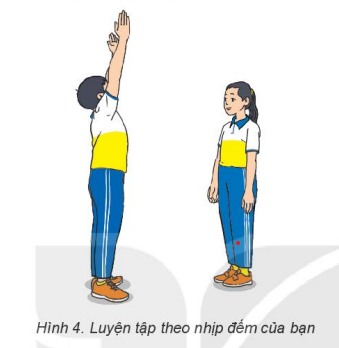 Hình 4. Luyện tập theo nhịp đếm của bạn